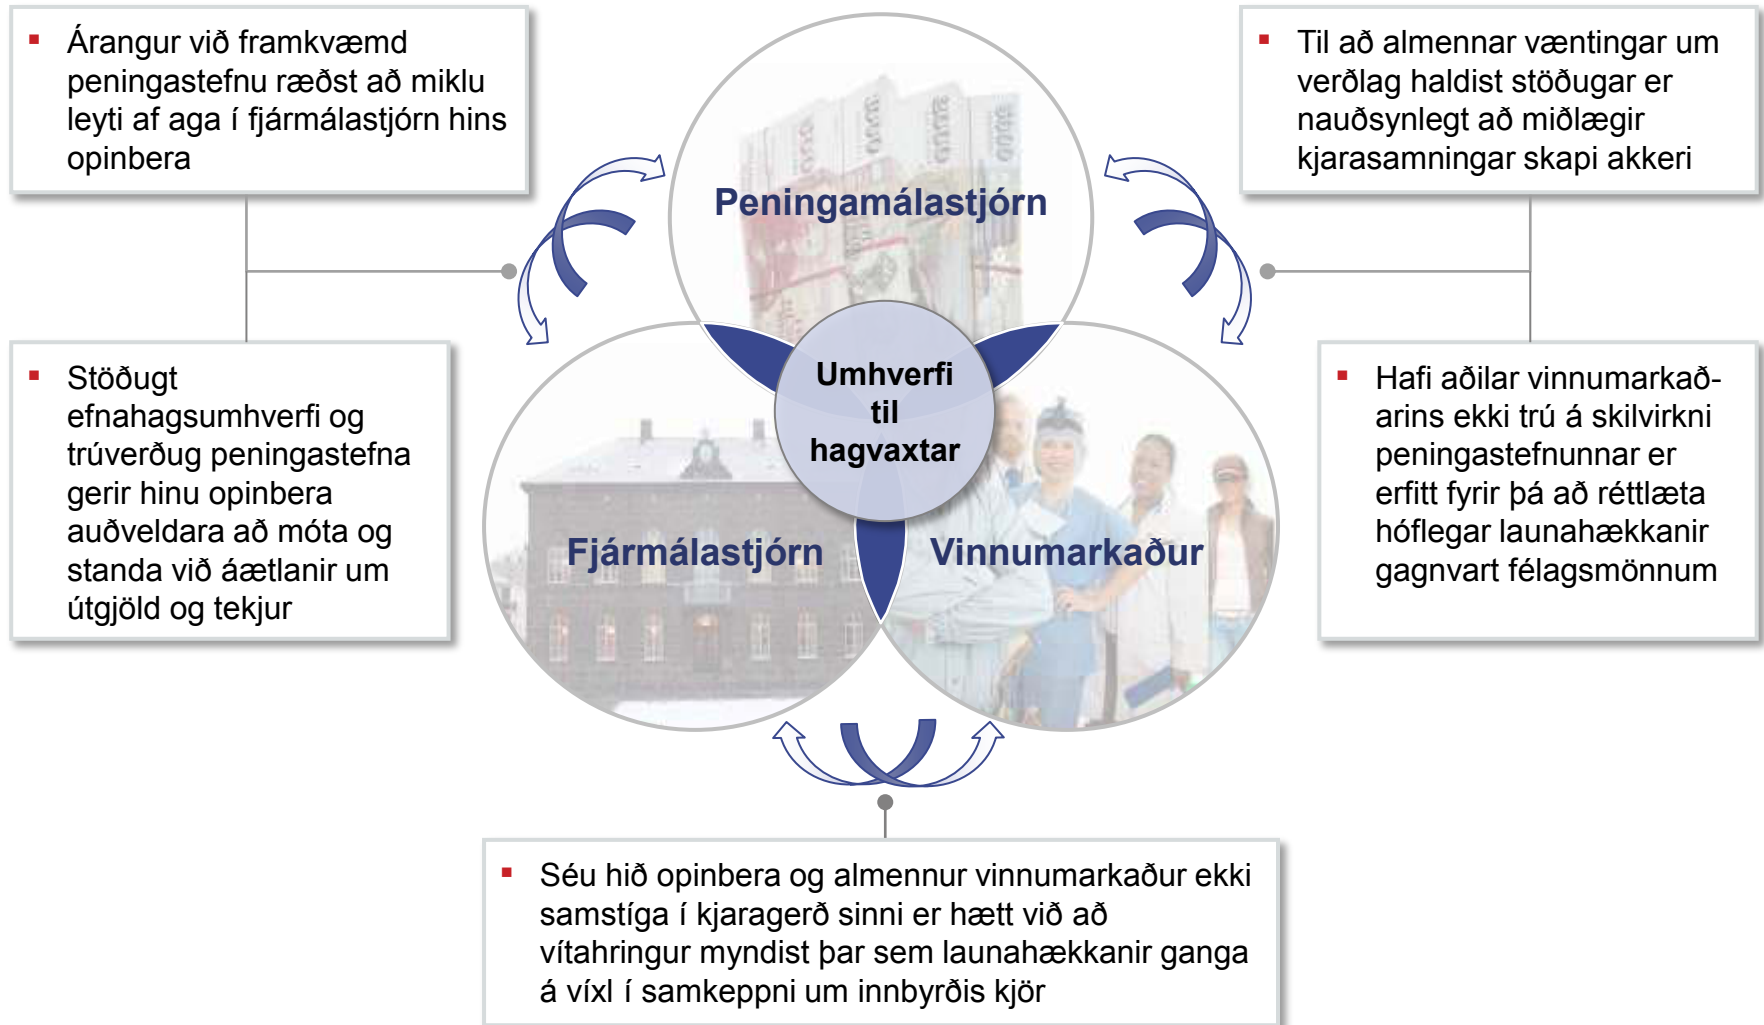 Árangur við framkvæmd
peningastefnu ræðst að miklu
leyti af aga í fjármálastjórn hins
opinbera
Til að almennar væntingar um
verðlag haldist stöðugar er
nauðsynlegt að miðlægir
kjarasamningar skapi akkeri
Peningamálastjórn
Stöðugt
efnahagsumhverfi og
trúverðug peningastefna
gerir hinu opinbera
auðveldara að móta og
standa við áætlanir um
útgjöld og tekjur
Umhverfi
til
hagvaxtar
Fjármálastjórn
Vinnumarkaður
Hafi aðilar vinnumarkað-
arins ekki trú á skilvirkni
peningastefnunnar er
erfitt fyrir þá að réttlæta
hóflegar launahækkanir
gagnvart félagsmönnum
Séu hið opinbera og almennur vinnumarkaður ekki
samstíga í kjaragerð sinni er hætt við að
vítahringur myndist þar sem launahækkanir ganga
á víxl í samkeppni um innbyrðis kjör